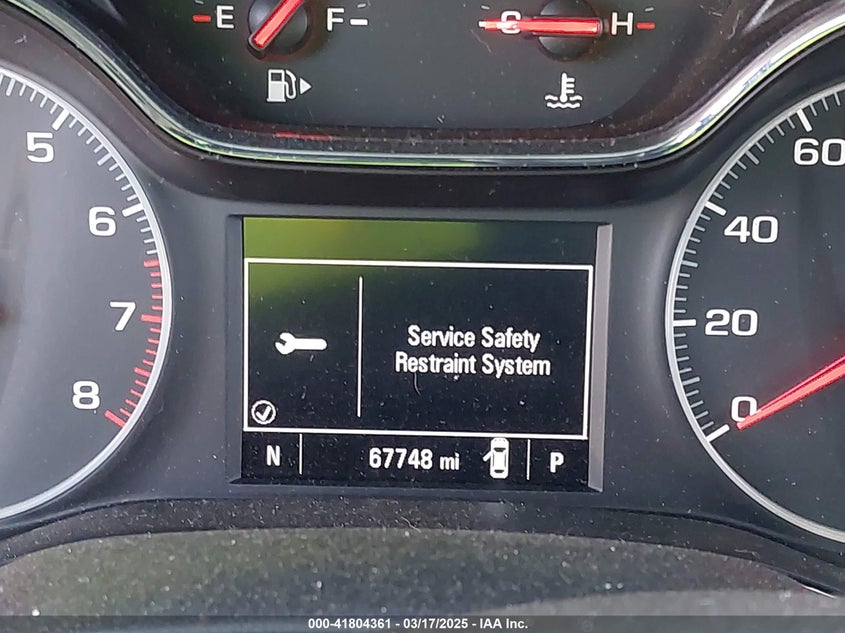 E F
C H
5
6
7
8
60
40
20
0
Service Safety
Restraint System
N 67748 mi P
000-41804361 - 03/17/2025 - IAA Inc.